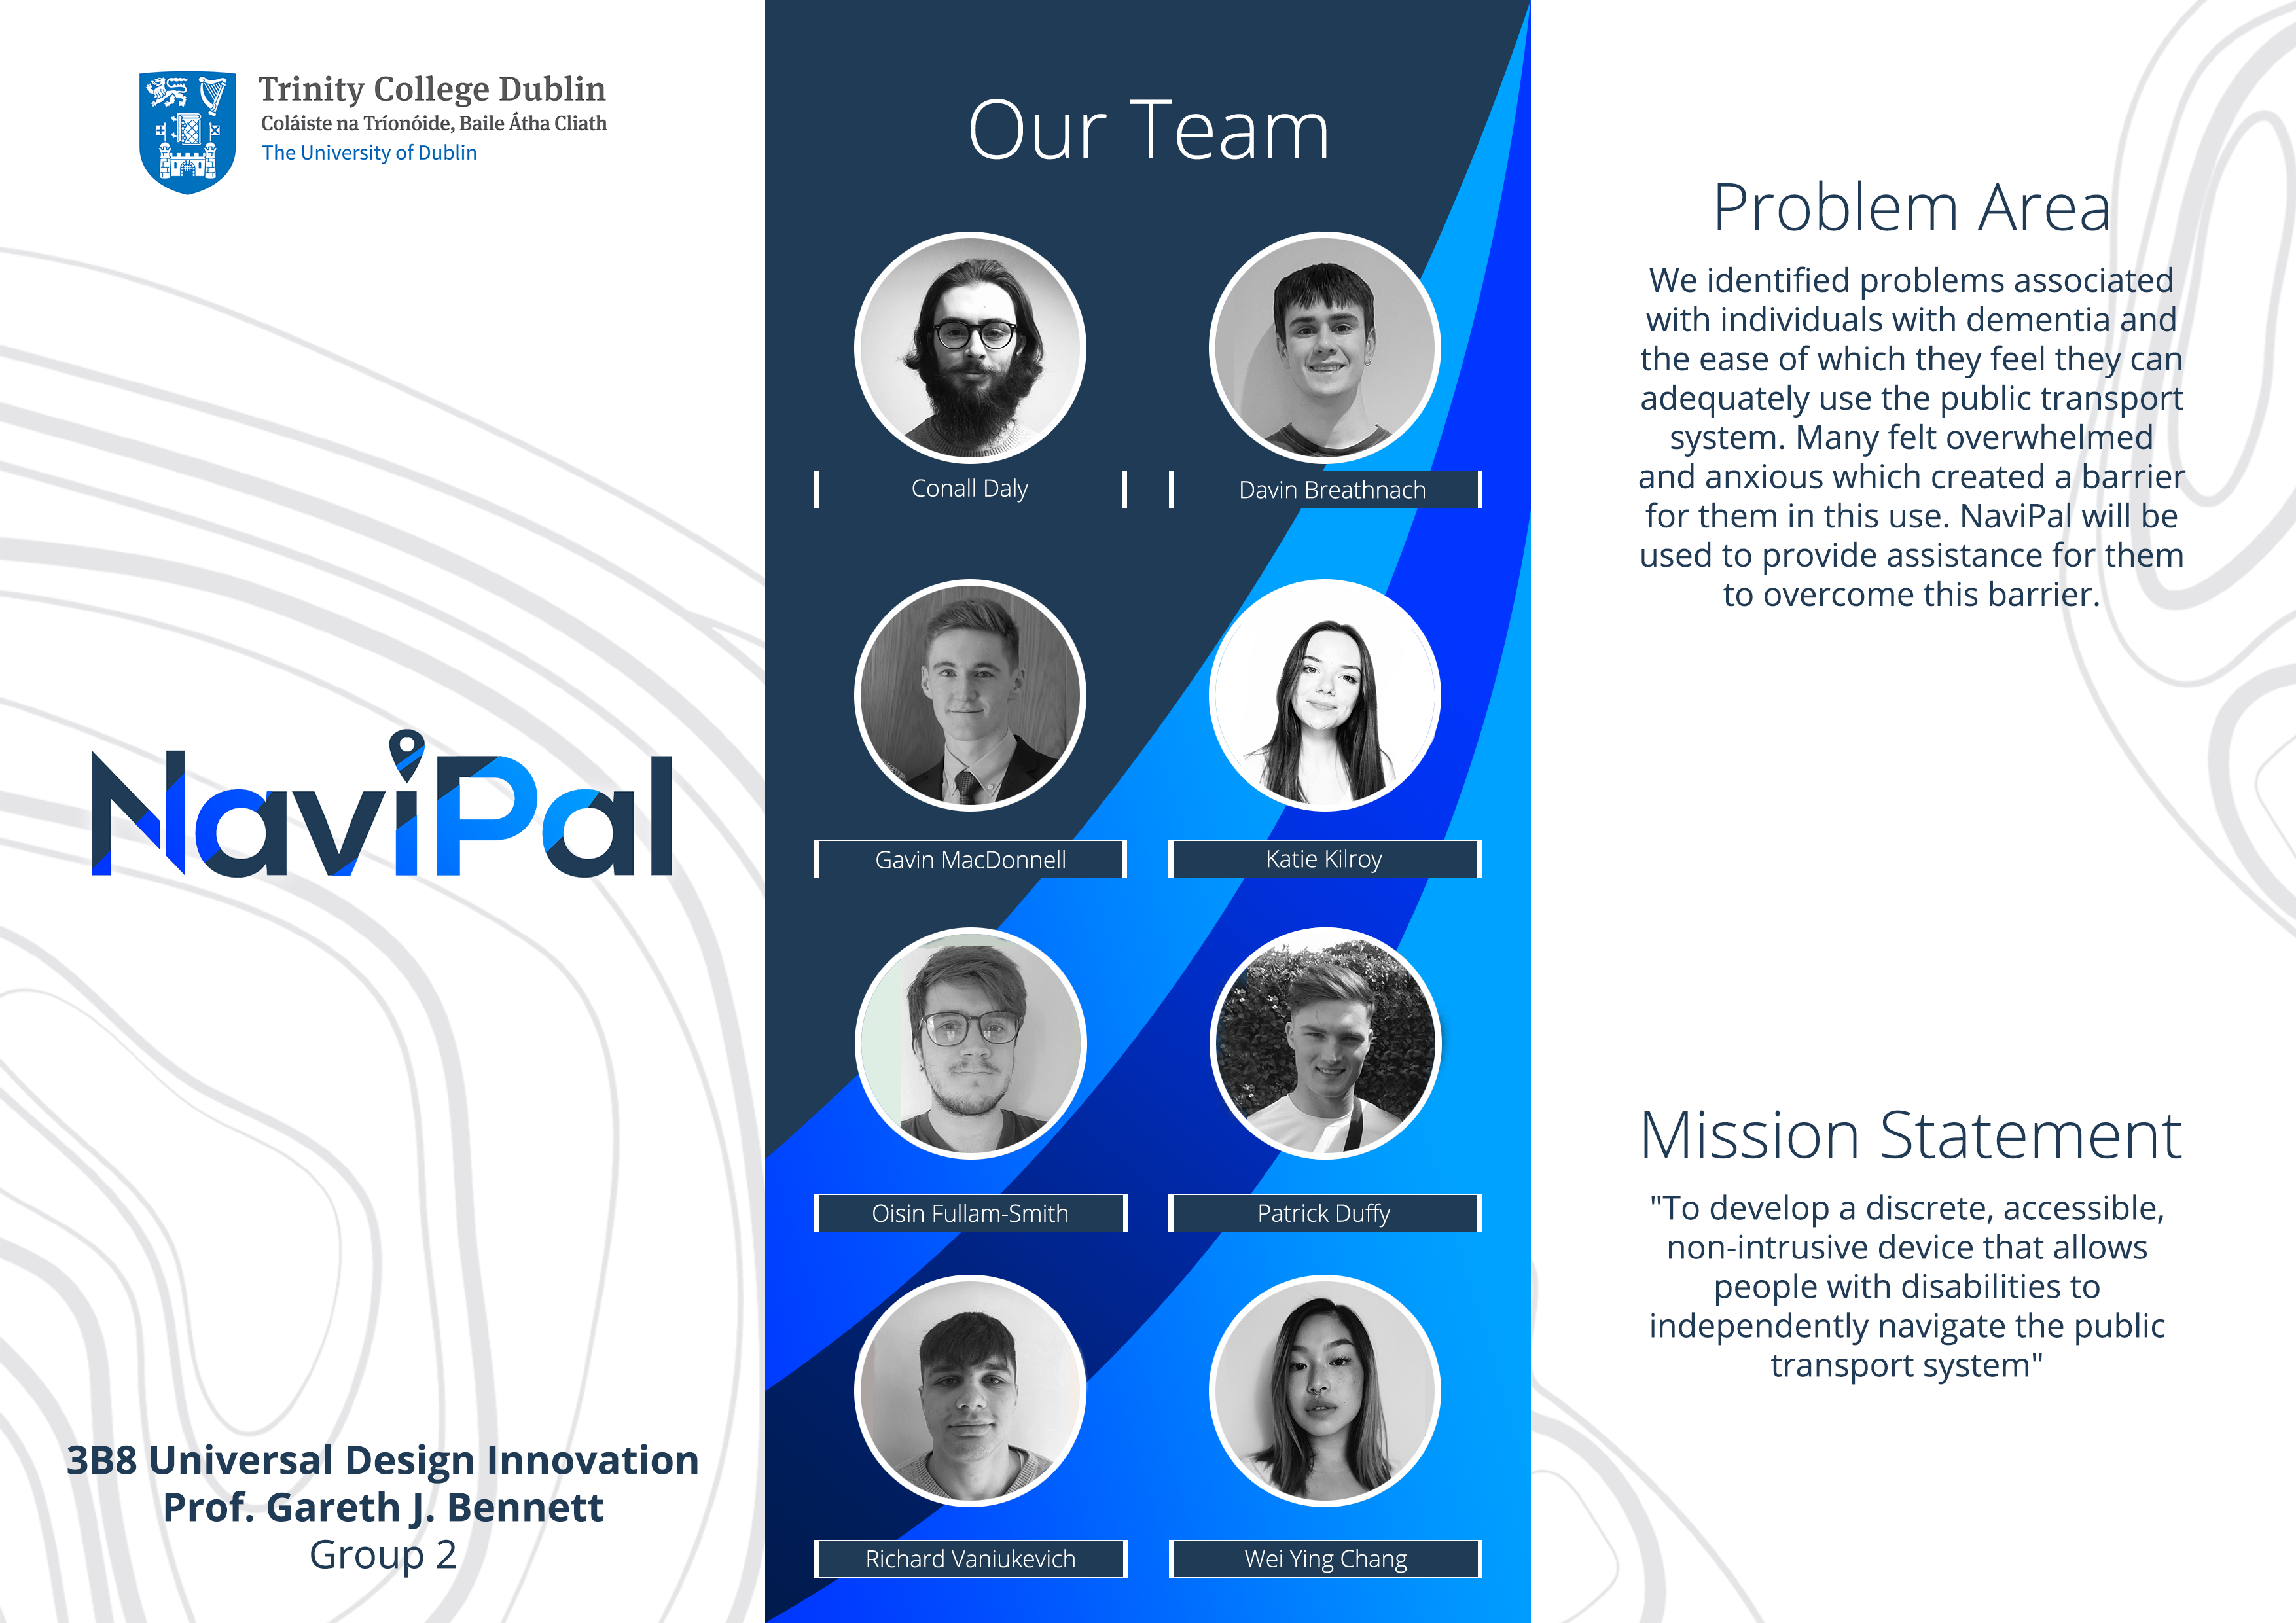 Trinity College Dublin
Coláiste na Tríonóide, Baile Átha Cliath
The University of Dublin
NaviPal
3B8 Universal Design Innovation
Prof. Gareth J. Bennett
Group 2
Our Team
Conall Daly
Davin Breathnach
Gavin MacDonnell
Katie Kilroy
Oisin Fullam-Smith
Patrick Duffy
Richard Vaniukevich
Wei Ying Chang
Problem Area
We identified problems associated
with individuals with dementia and
the ease of which they feel they can
adequately use the public transport
system. Many felt overwhelmed
and anxious which created a barrier
for them in this use. NaviPal will be
used to provide assistance for them
to overcome this barrier.
Mission Statement
"To develop a discrete, accessible,
non-intrusive device that allows
people with disabilities to
independently navigate the public
transport system"